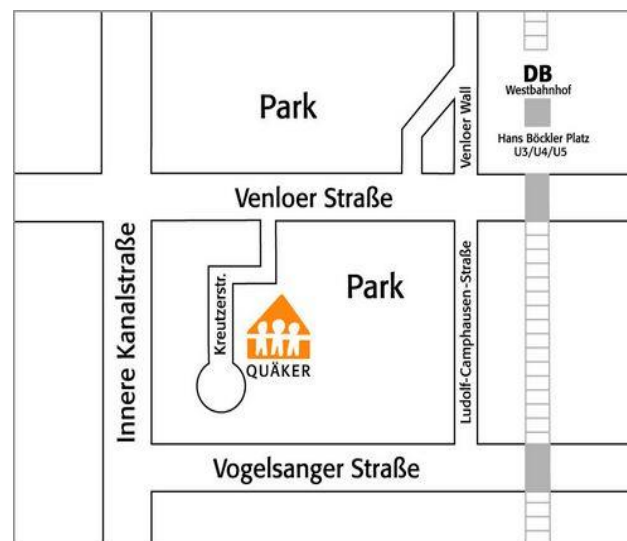 DB
Westbahnhof
Park
Hans Böckler Platz
U3/U4/U5
Venloer Wall
Venloer Straße
Innere Kanalstraße
Kreutzerstr.
Park
QUÄKER
Ludolf-Camphausen-Straße
Vogelsanger Straße